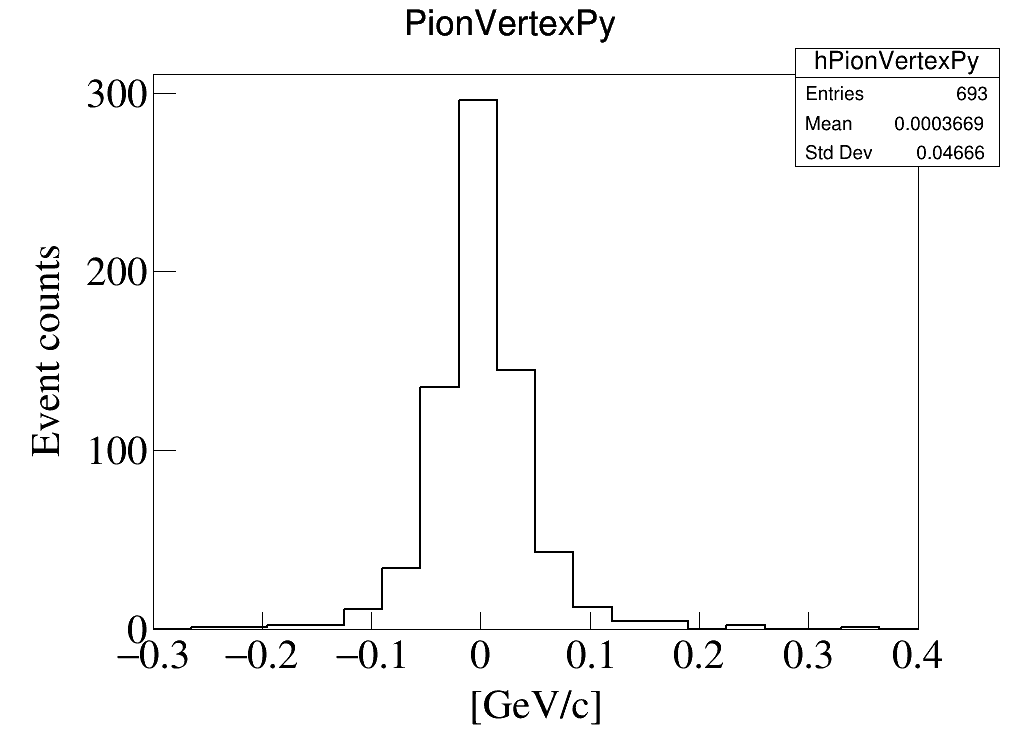 PionVertexPy
hPionVertexPy
Entries 693
Mean 0.0003669
Std Dev 0.04666
Event counts
300
200
100
0
−0.3 −0.2 −0.1 0 0.1 0.2 0.3 0.4
[GeV/c]